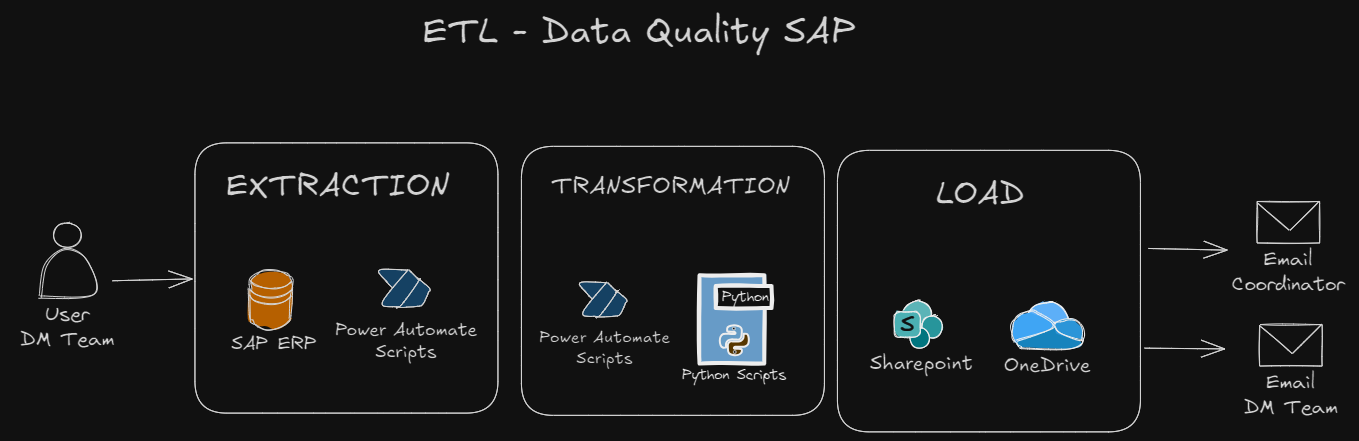 ETL - Data Quality SAP
EXTRACTION
TRANSFORMATION
LOAD
User
DM Team
SAP ERP
Power Automate
Scripts
Power Automate
Scripts
Python
Python Scripts
S
Sharepoint
OneDrive
Email
Coordinator
Email
DM Team